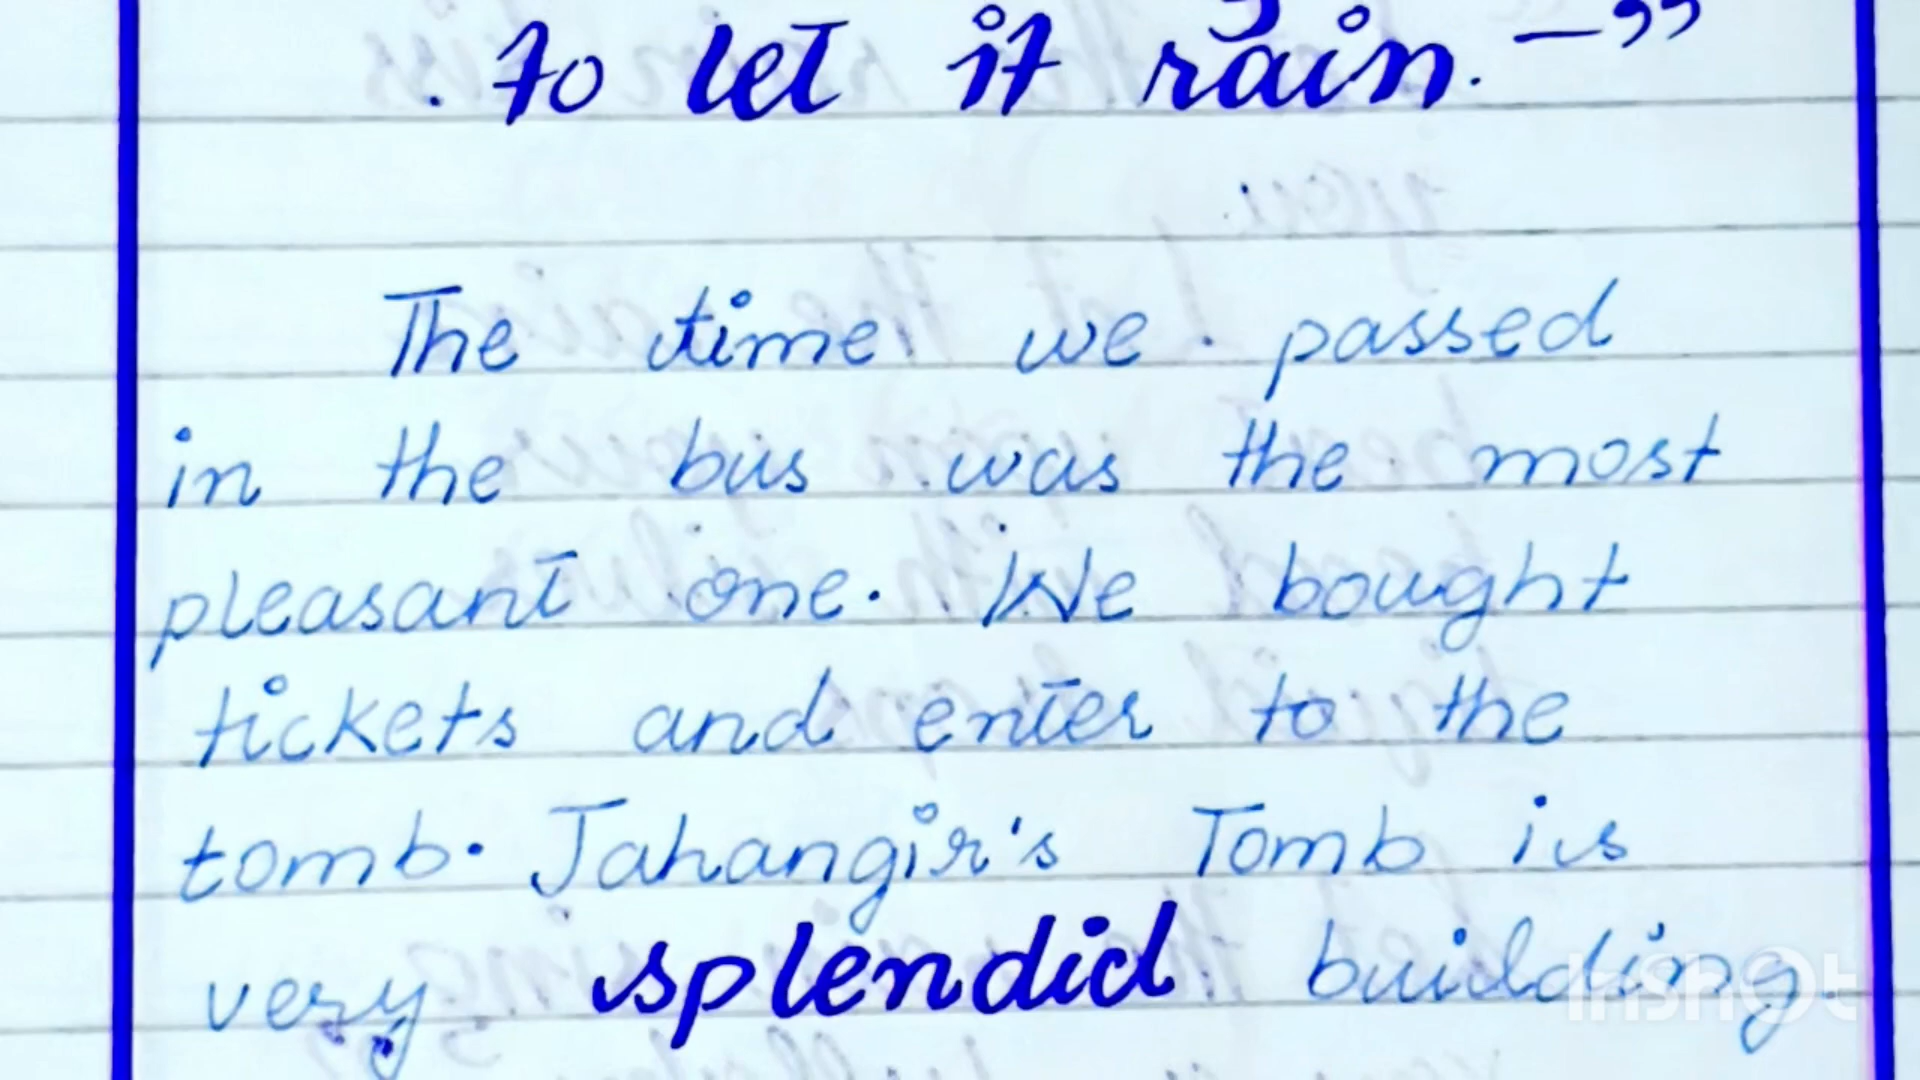 to let it rain. —”
The time we passed
in the bus was the most
pleasant one. We bought
tickets and enter to the
tomb. Jahangir's Tomb is
very splendid building.
InShot